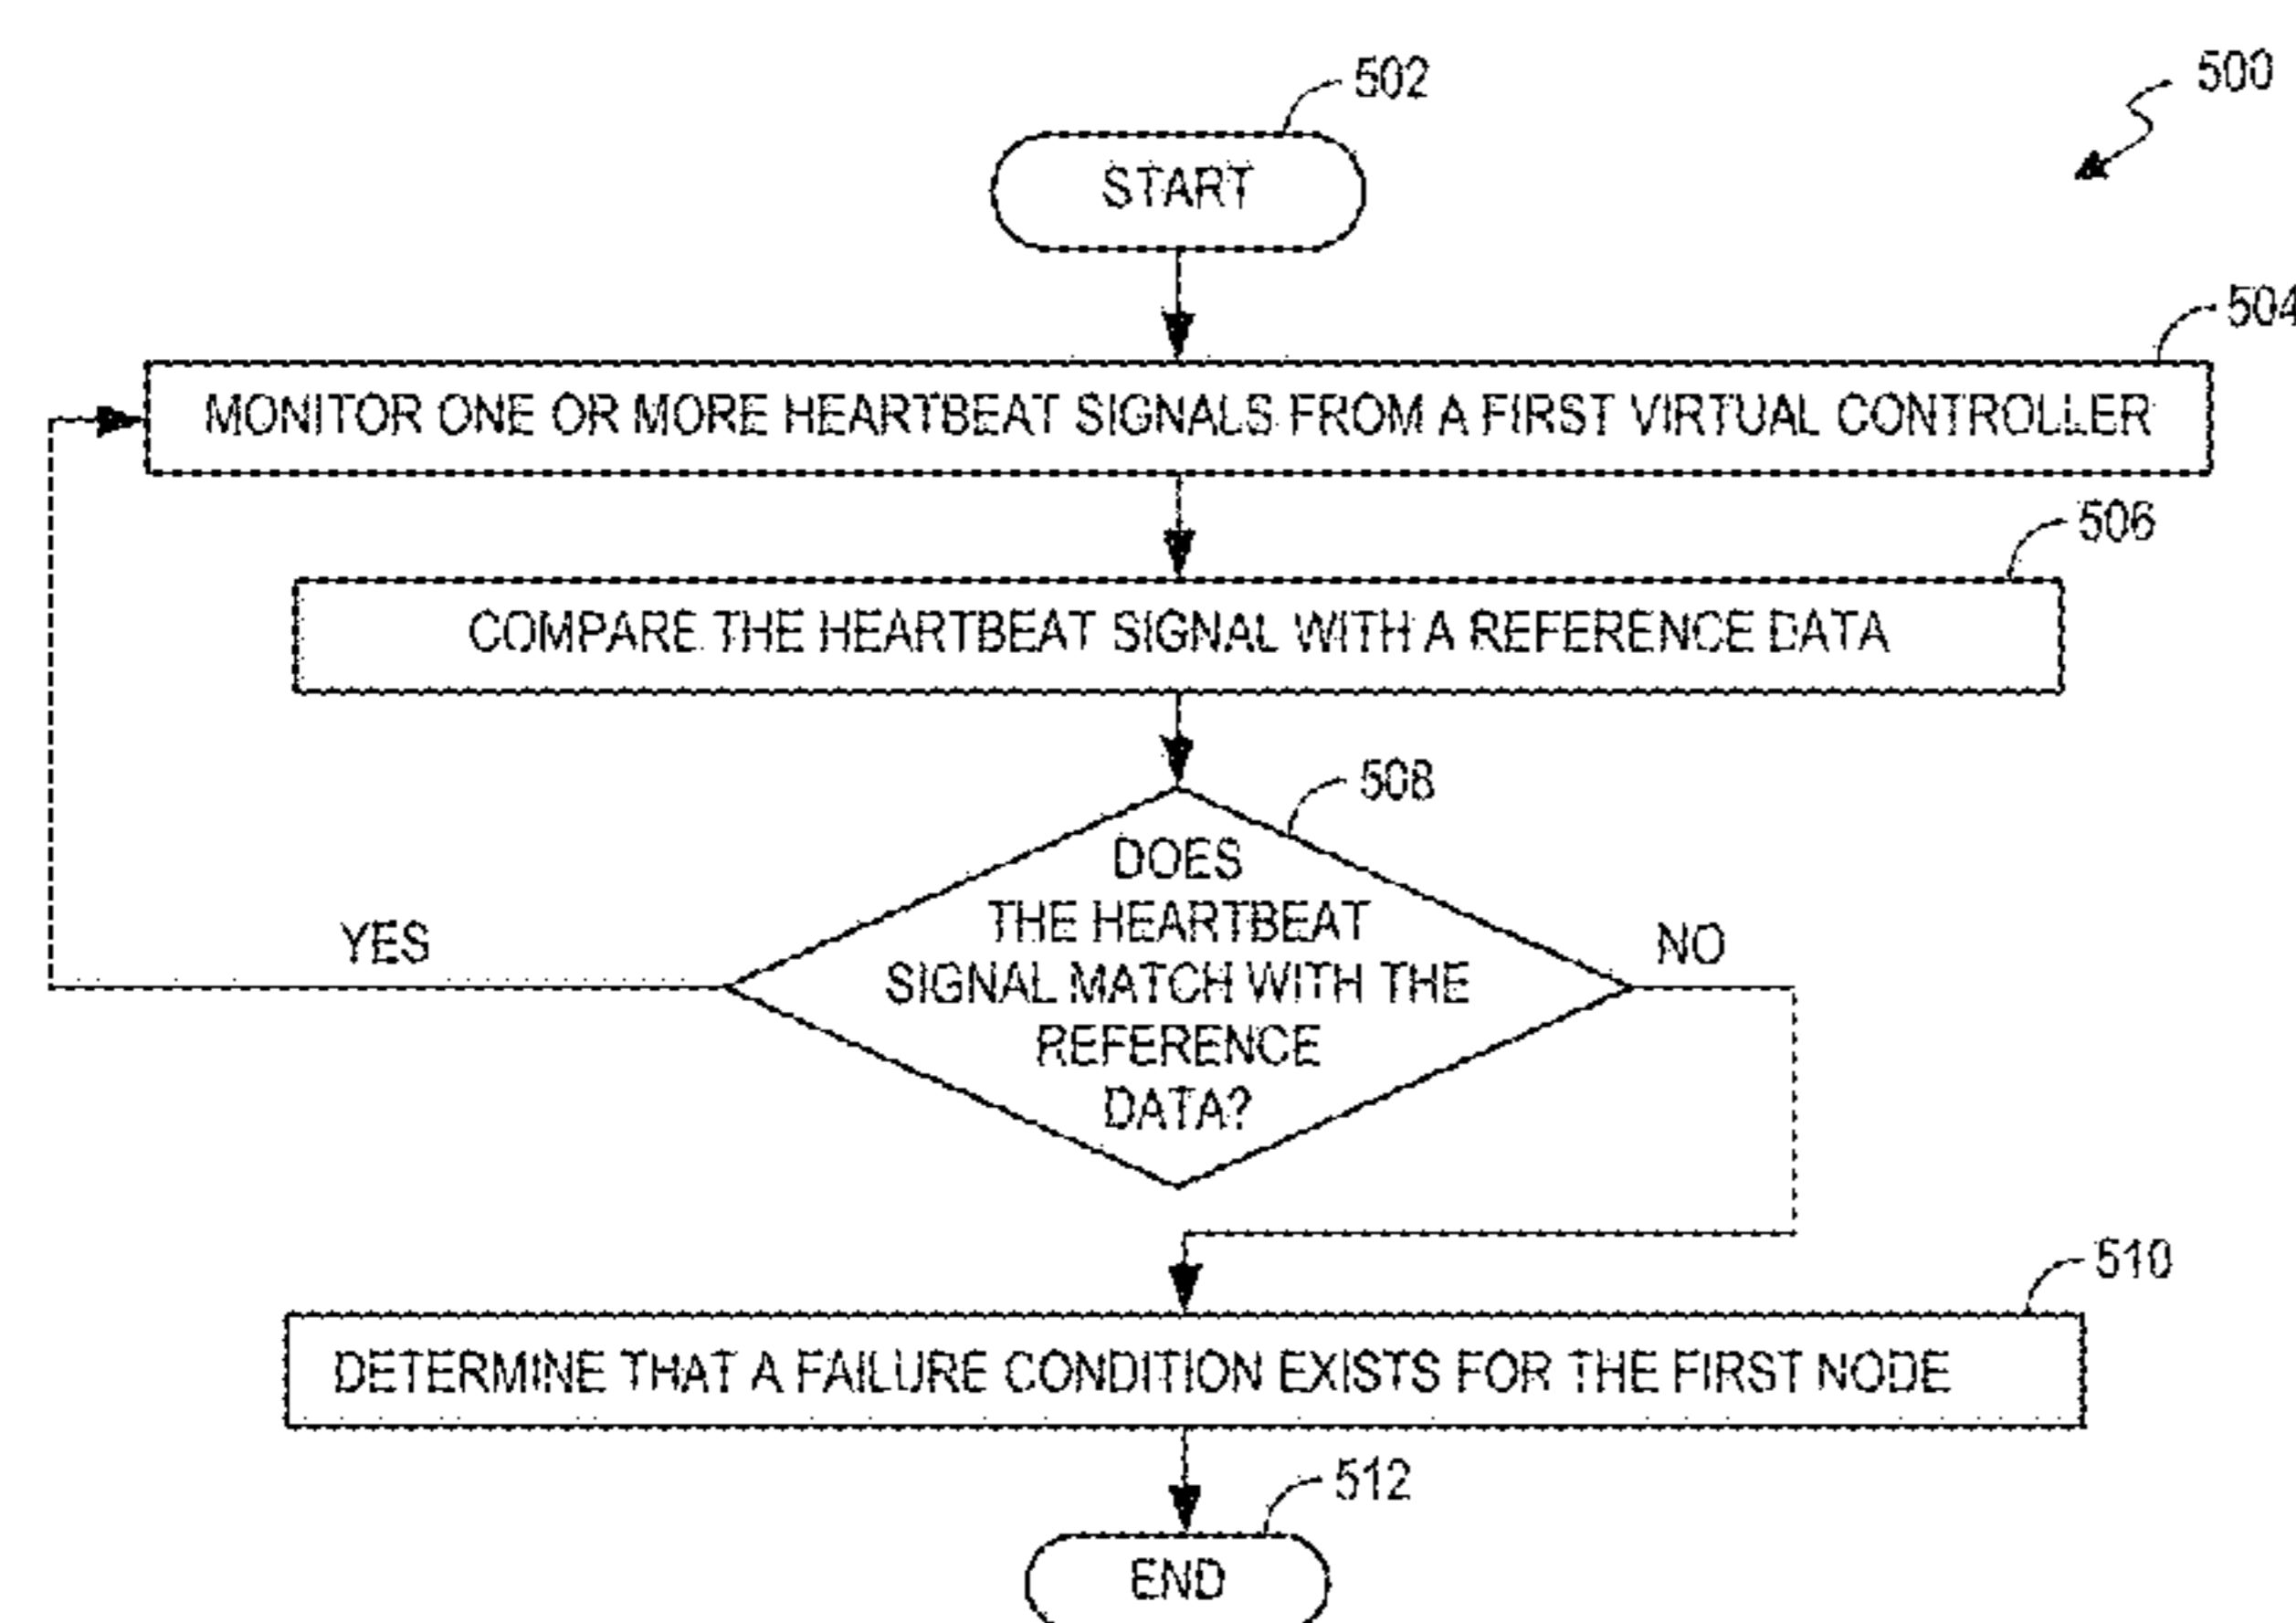 502
500
START
504
MONITOR ONE OR MORE HEARTBEAT SIGNALS FROM A FIRST VIRTUAL CONTROLLER
506
COMPARE THE HEARTBEAT SIGNAL WITH A REFERENCE DATA
508
DOES
THE HEARTBEAT
SIGNAL MATCH WITH THE
REFERENCE
DATA?
YES
NO
510
DETERMINE THAT A FAILURE CONDITION EXISTS FOR THE FIRST NODE
512
END